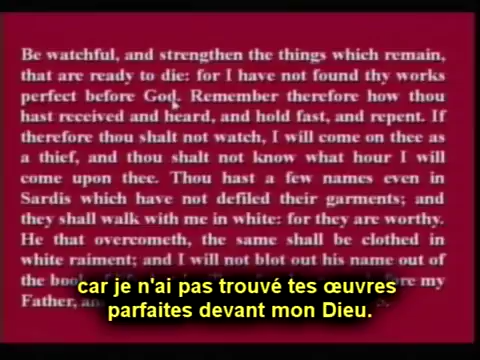 Be watchful, and strengthen the things which remain,
that are ready to die: for I have not found thy works
perfect before God. Remember therefore how thou
hast received and heard, and hold fast, and repent. If
therefore thou shalt not watch, I will come on thee as
a thief, and thou shalt not know what hour I will
come upon thee. Thou hast a few names even in
Sardis which have not defiled their garments; and
they shall walk with me in white: for they are worthy.
He that overcometh, the same shall be clothed in
white raiment; and I will not blot out his name out of
the my
Father,
car je n'ai pas trouvé tes œuvres
parfaites devant mon Dieu.